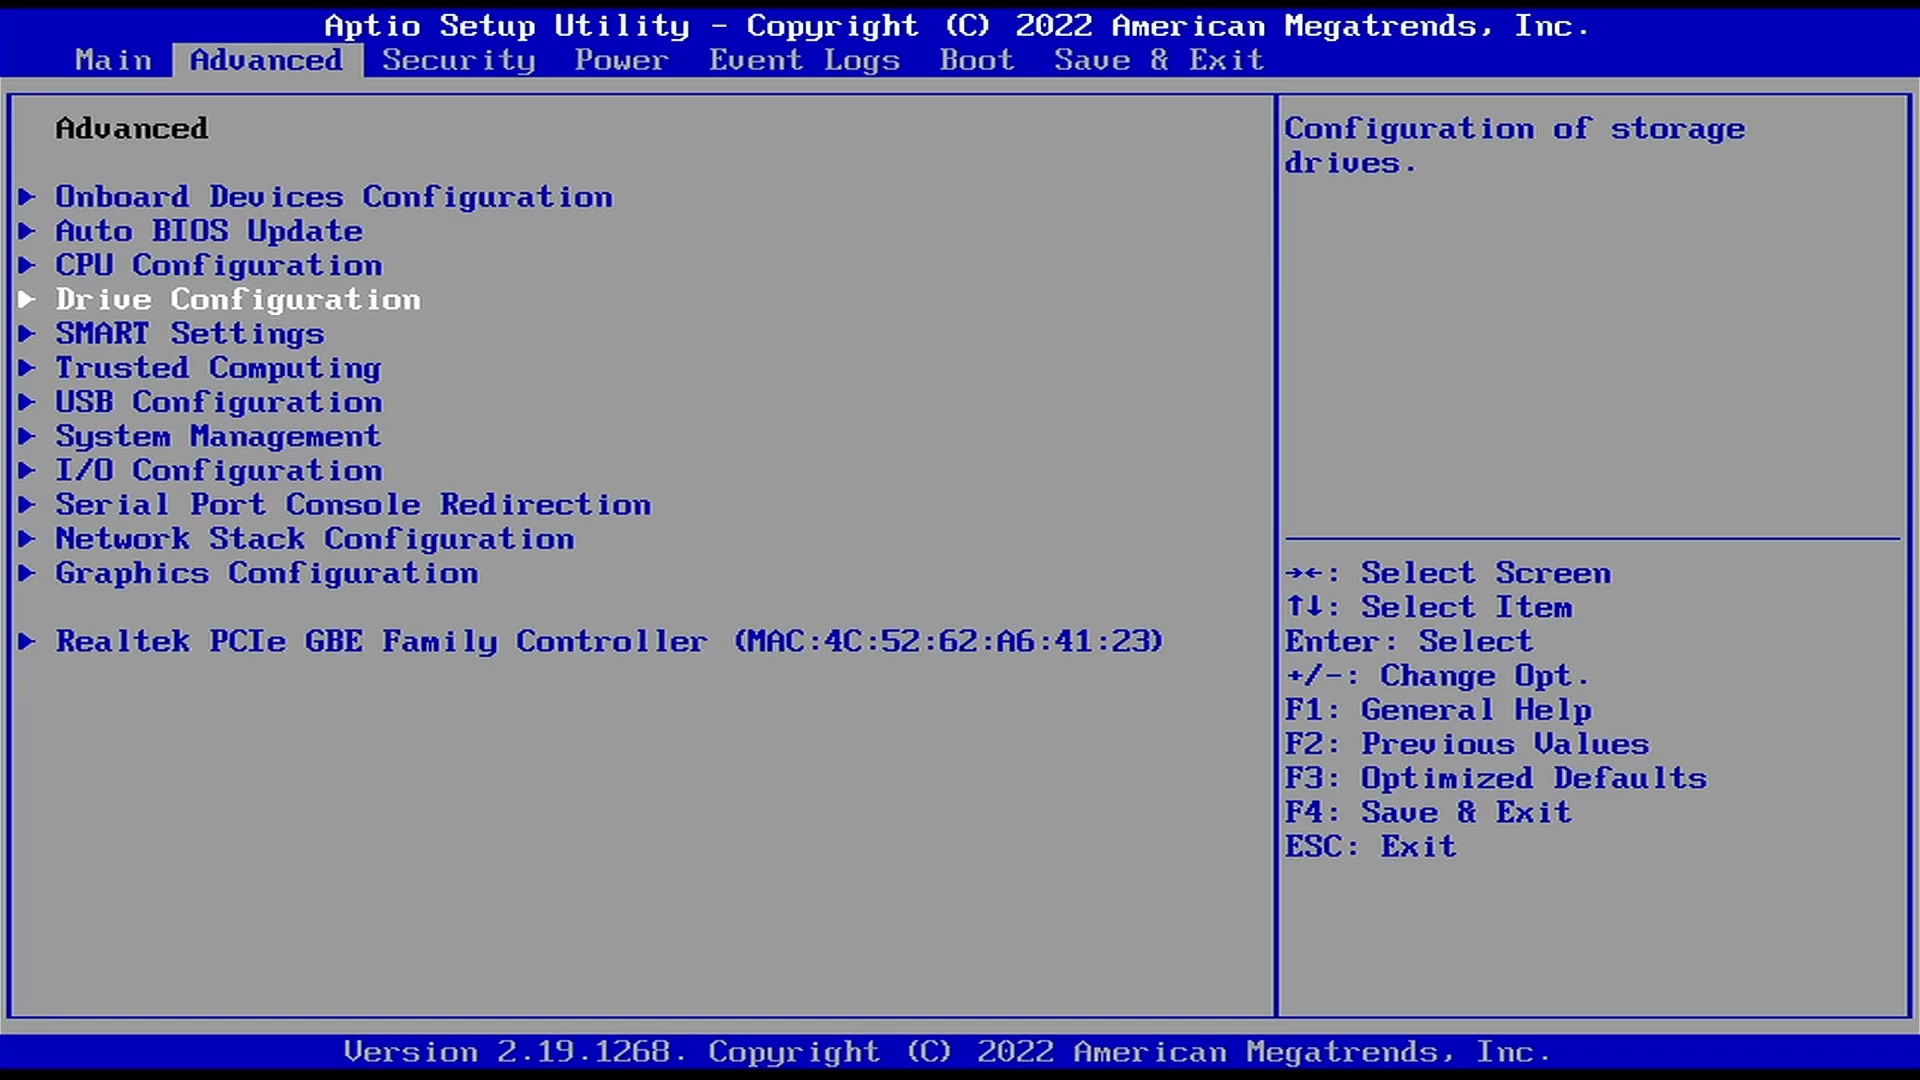 Aptio Setup Utility - Copyright (C) 2022 American Megatrends, Inc.
Main Advanced Security Power Event Logs Boot Save & Exit
Advanced
► Onboard Devices Configuration
► Auto BIOS Update
► CPU Configuration
► Drive Configuration
► SMART Settings
► Trusted Computing
► USB Configuration
► System Management
► I/O Configuration
► Serial Port Console Redirection
► Network Stack Configuration
► Graphics Configuration
► Realtek PCIe GBE Family Controller (MAC:4C:52:62:A6:41:23)
Configuration of storage
drives.
→←: Select Screen
↑↓: Select Item
Enter: Select
+/-: Change Opt.
F1: General Help
F2: Previous Values
F3: Optimized Defaults
F4: Save & Exit
ESC: Exit
Version 2.19.1268. Copyright (C) 2022 American Megatrends, Inc.